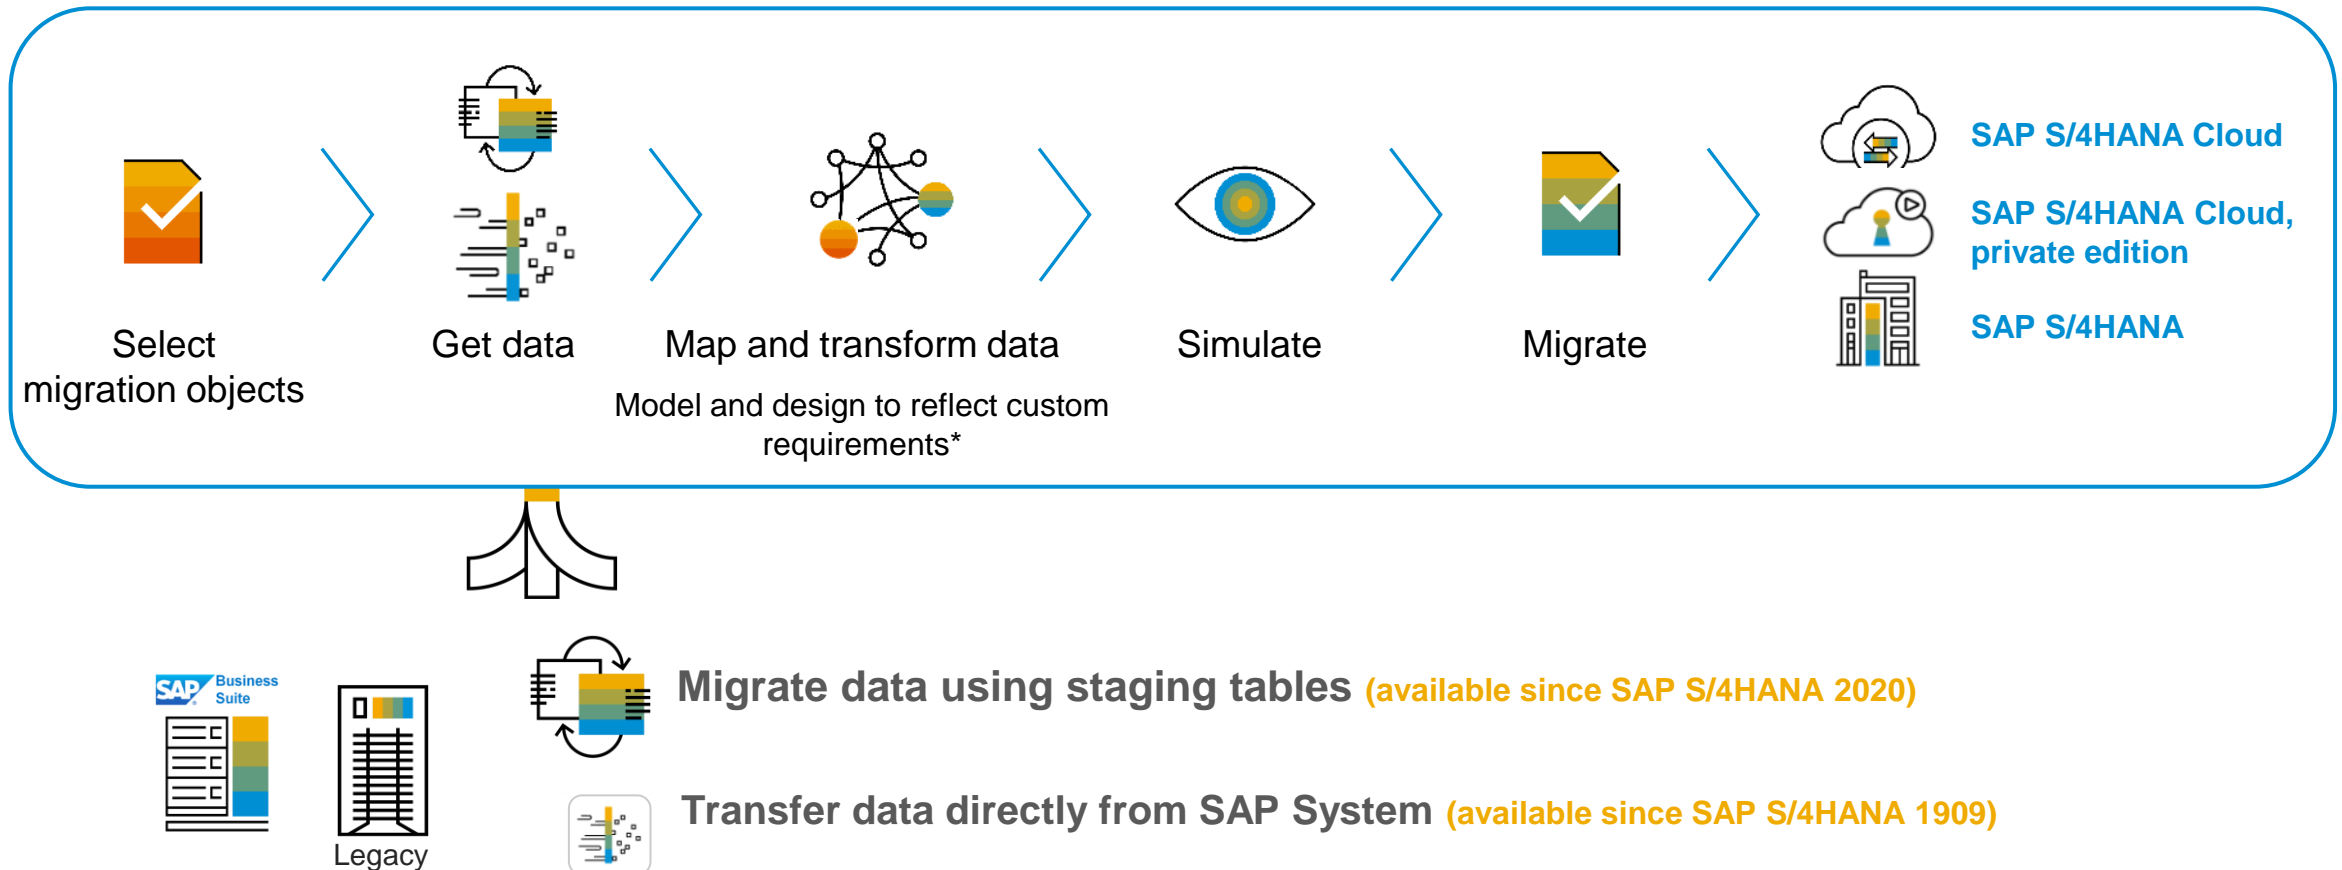 SAP S/4HANA Cloud
SAP S/4HANA Cloud,
private edition
SAP S/4HANA
Select
migration objects
Get data
Map and transform data
Model and design to reflect custom
requirements*
Simulate
Migrate
SAP Business
Suite
Legacy
Migrate data using staging tables (available since SAP S/4HANA 2020)
Transfer data directly from SAP System (available since SAP S/4HANA 1909)